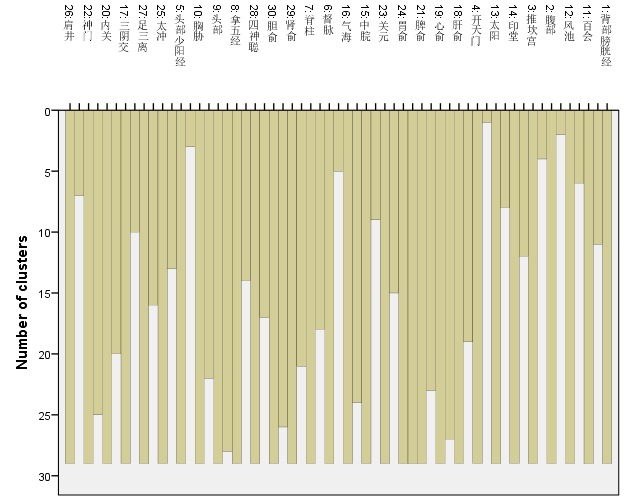 26:肩井
22:神门
20:内关
17:三阴交
27:足三离
25:太冲
5:头部少阳经
10:胸胁
9:头部
8:拿五经
28:四神聪
30:胆俞
29:肾俞
7:脊柱
6:督脉
16:气海
15:中脘
23:关元
24:胃俞
21:脾俞
19:心俞
18:肝俞
4:开天门
13:太阳
14:印堂
3:推坎宫
2:腹部
12:风池
11:百会
1:背部膀胱经
Number of clusters
0
5
10
15
20
25
30